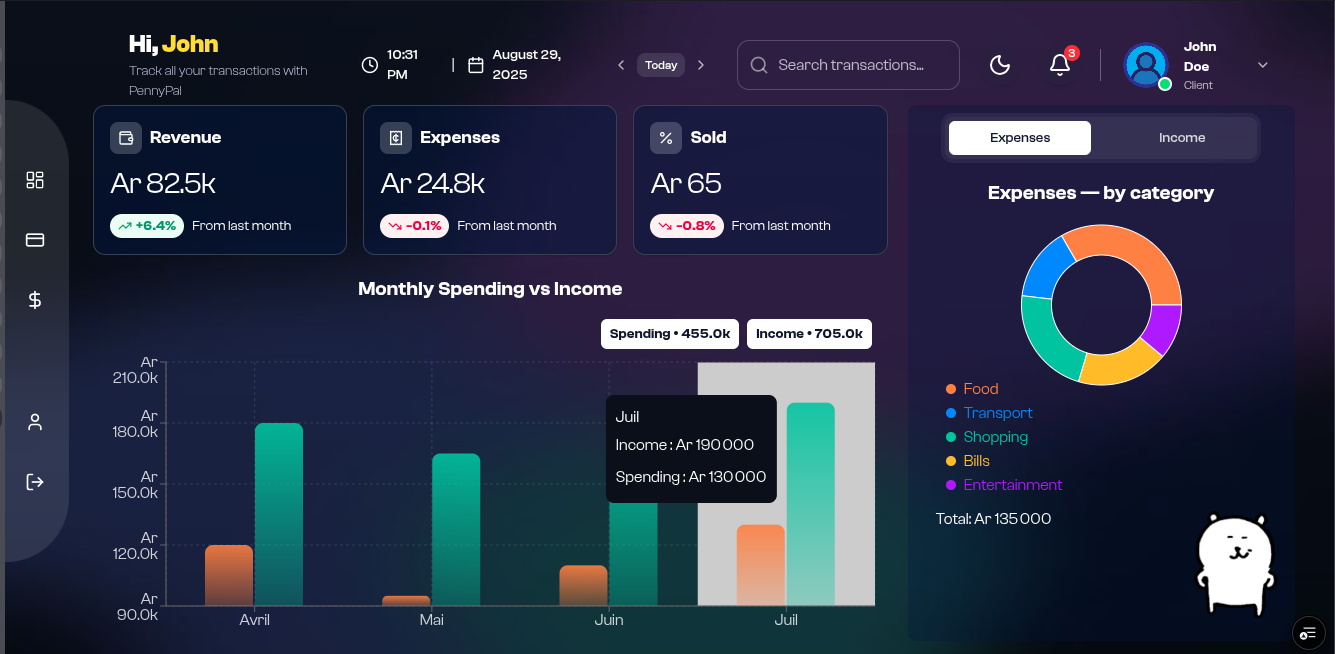 Hi, John
Track all your transactions with
PennyPal
10:31
PM
|
August 29,
2025
Today
Search transactions...
3
John
Doe
Client
Revenue
Ar 82.5k
+6.4% From last month
Expenses
Ar 24.8k
-0.1% From last month
Sold
Ar 65
-0.8% From last month
Monthly Spending vs Income
Spending • 455.0k
Income • 705.0k
Ar
210.0k
Ar
180.0k
Ar
150.0k
Ar
120.0k
Ar
90.0k
Juil
Income : Ar 190 000
Spending : Ar 130 000
Avril
Mai
Juin
Juil
Expenses
Income
Expenses — by category
Food
Transport
Shopping
Bills
Entertainment
Total: Ar 135 000